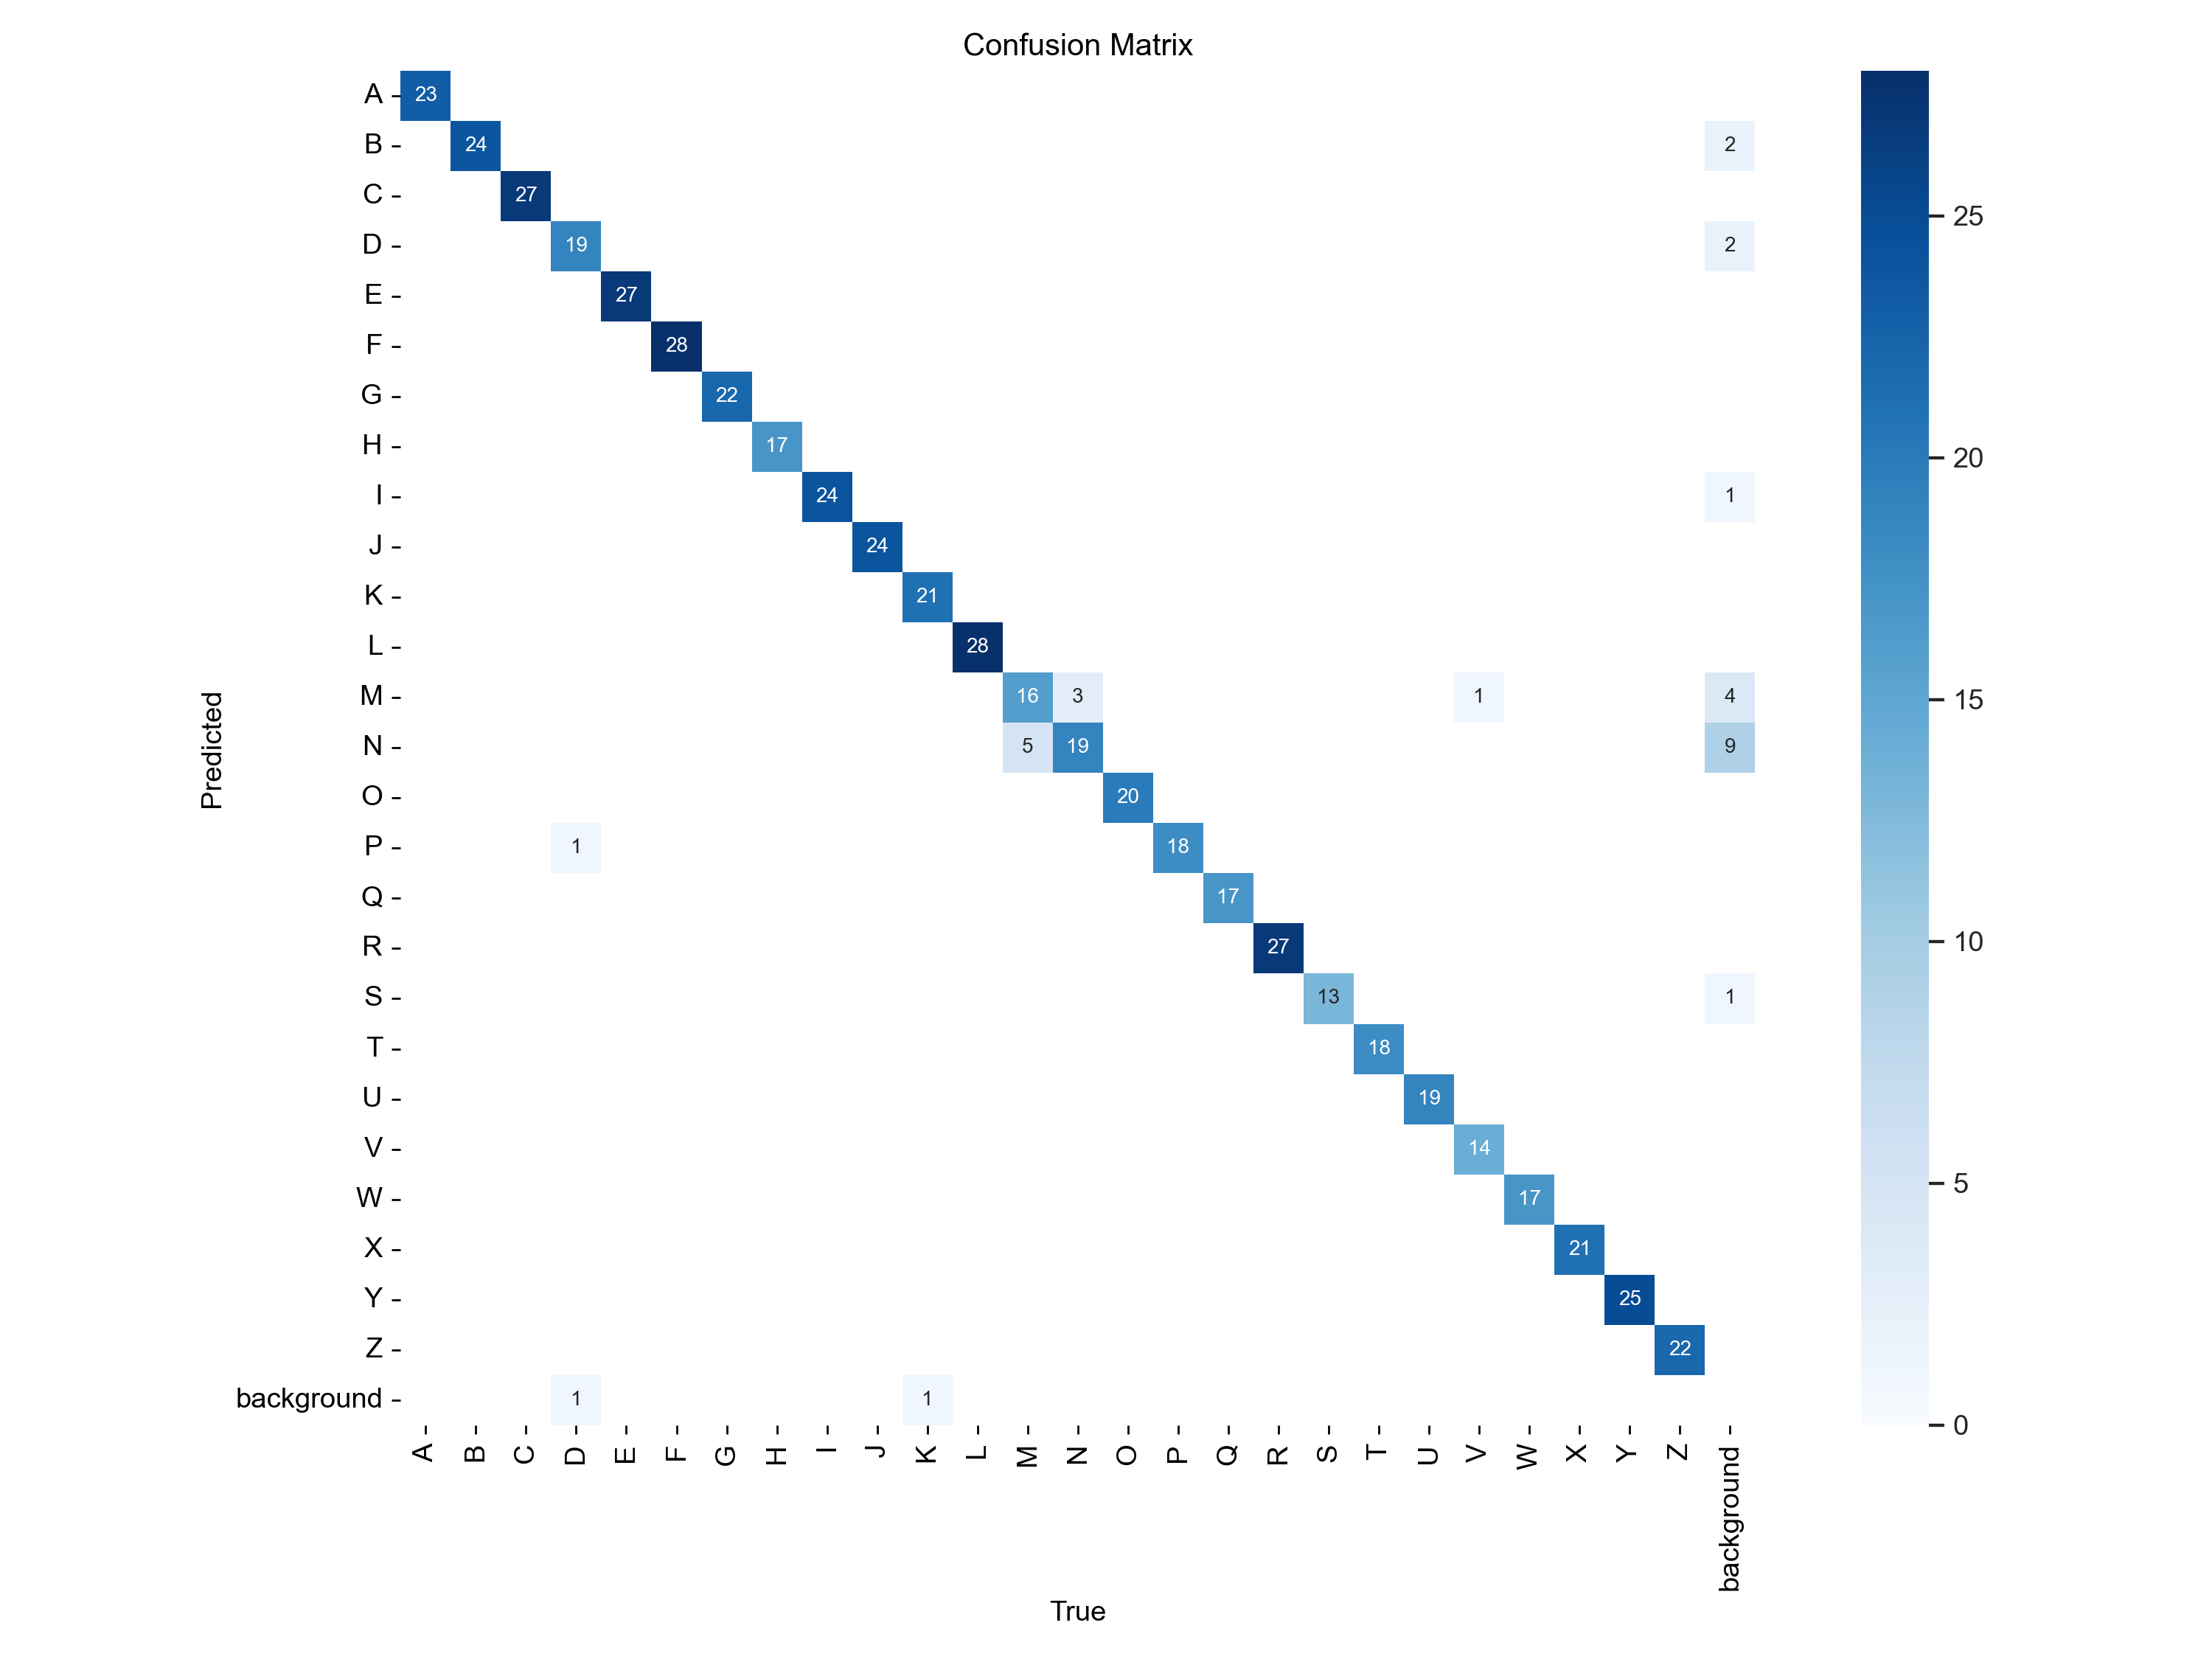 Confusion Matrix
A 23
B 24 2
C 27
D 19 2
E 27
F 28
G 22
H 17
I 24 1
J 24
K 21
L 28
M 16 3 1 4
N 5 19 9
O 20
P 1 18
Q 17
R 27
S 13 1
T 18
U 19
V 14
W 17
X 21
Y 25
Z 22
background 1 1
A B C D E F G H I J K L M N O P Q R S T U V W X Y Z background
True
Predicted
25
20
15
10
5
0